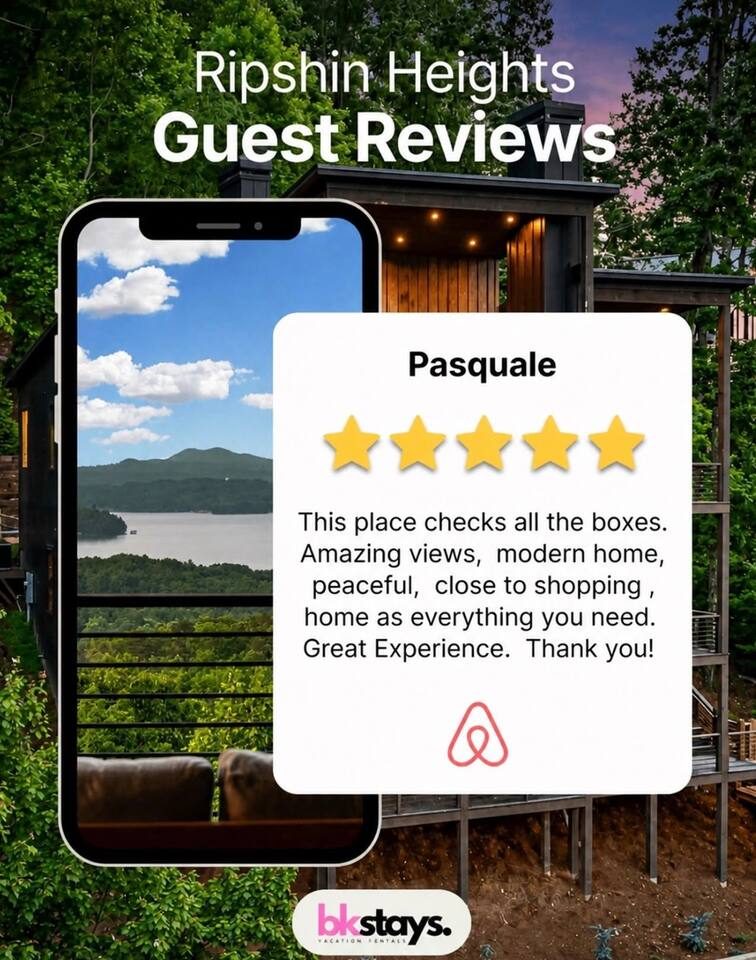 Ripshin Heights
Guest Reviews
Pasquale
This place checks all the boxes.
Amazing views, modern home,
peaceful, close to shopping ,
home as everything you need.
Great Experience. Thank you!
bkstays.
VACATION RENTALS